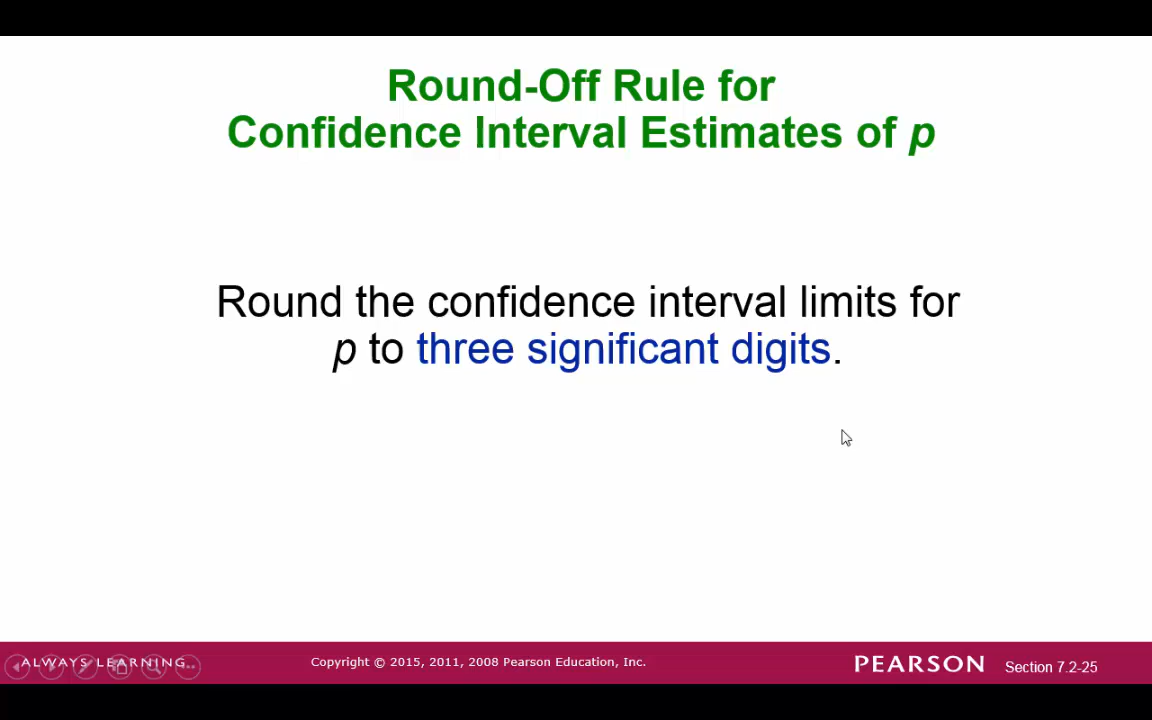 Round-Off Rule for
Confidence Interval Estimates of p
Round the confidence interval limits for
p to three significant digits.
ALWAYS LEARNING
Copyright © 2015, 2011, 2008 Pearson Education, Inc.
PEARSON
Section 7.2-25